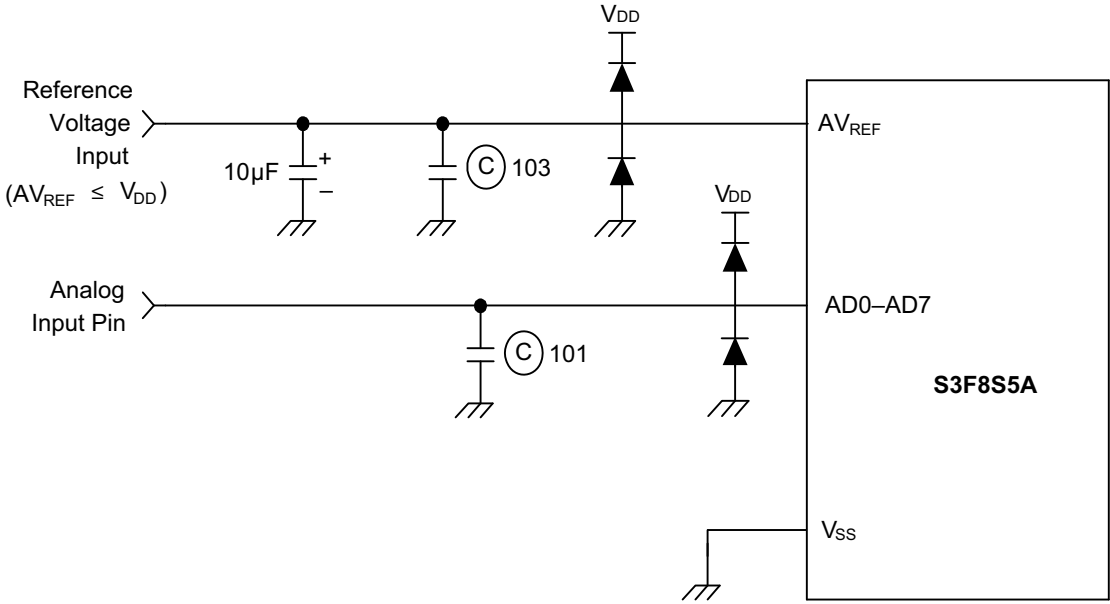 VDD
Reference
Voltage
Input
(AVREF ≤ VDD)
AVREF
10µF
+
–
C 103
VDD
Analog
Input Pin
AD0–AD7
C 101
S3F8S5A
VSS